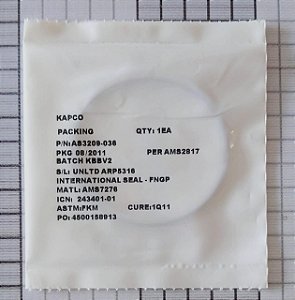 KAPCO
PACKING QTY: 1EA
P/N:AS3209-036
PKG 08/2011 PER AMS2817
BATCH KBBV2
S/L: UNLTD ARP5316
INTERNATIONAL SEAL - FNGP
MATL: AMS7276
ICN: 243401-01
ASTM:FKM CURE:1Q11
PO: 4500158913